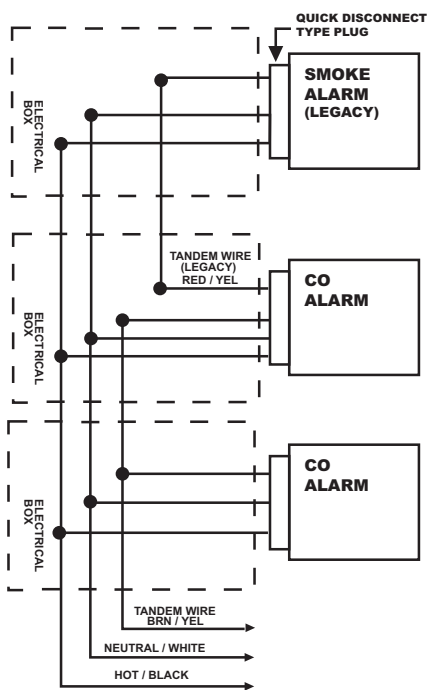 QUICK DISCONNECT
TYPE PLUG
SMOKE
ALARM
(LEGACY)
ELECTRICAL
BOX
TANDEM WIRE
(LEGACY)
RED / YEL
CO
ALARM
ELECTRICAL
BOX
CO
ALARM
ELECTRICAL
BOX
TANDEM WIRE
BRN / YEL
NEUTRAL / WHITE
HOT / BLACK